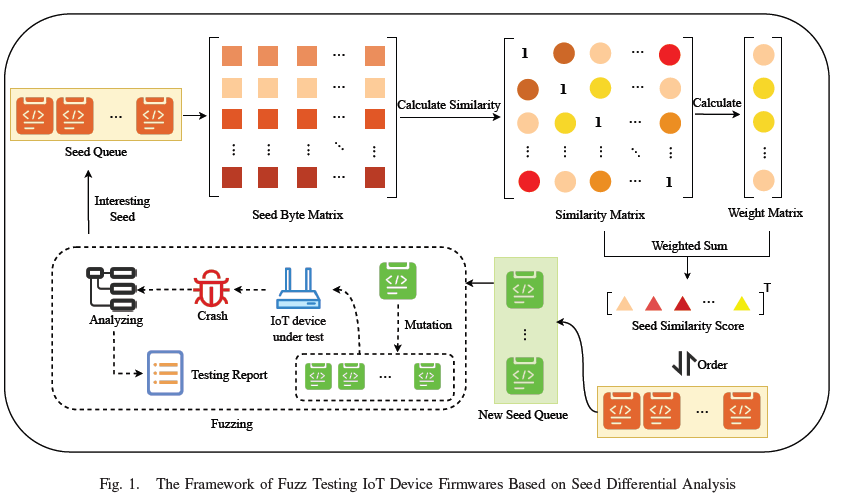 Calculate Similarity
Calculate
Seed Queue
Seed Byte Matrix
1
1
1
1
Similarity Matrix
Weight Matrix
Interesting
Seed
Weighted Sum
T
Seed Similarity Score
Order
Analyzing
Crash
IoT device
under test
Mutation
Testing Report
New Seed Queue
Fuzzing
Fig. 1. The Framework of Fuzz Testing IoT Device Firmwares Based on Seed Differential Analysis